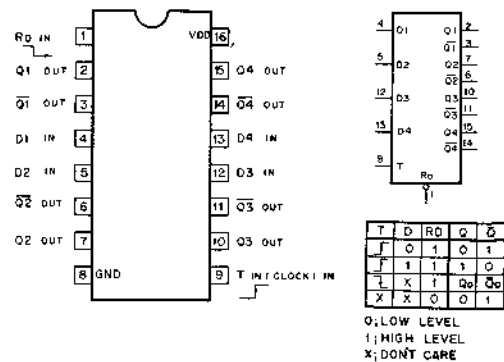 RD IN 1 VDD 16
Q1 OUT 2 15 Q4 OUT
Q̅1̅ OUT 3 14 Q̅4̅ OUT
D1 IN 4 13 D4 IN
D2 IN 5 12 D3 IN
Q̅2̅ OUT 6 11 Q̅3̅ OUT
Q2 OUT 7 10 Q3 OUT
8 GND 9 T INT(CLOCK) IN
4 D1 Q1 2
Q̅1̅ 3
5 D2 Q2 7
Q̅2̅ 6
12 D3 Q3 10
Q̅3̅ 11
13 D4 Q4 15
Q̅4̅ 14
9 T
RD
1
T D RD Q Q̅
0 1 0 1
1 1 1 0
X 1 Qo Q̅o
X X 0 0 1
0;LOW LEVEL
1;HIGH LEVEL
X;DON'T CARE